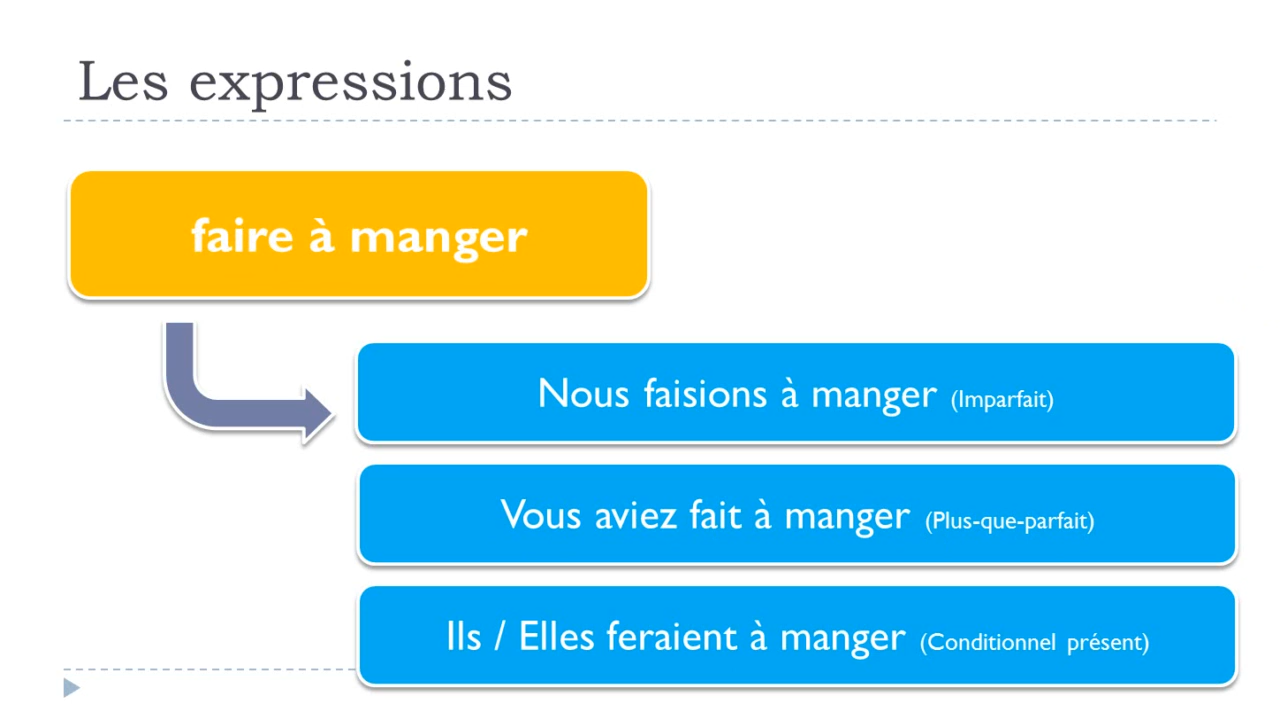 Les expressions
faire à manger
Nous faisions à manger (Imparfait)
Vous aviez fait à manger (Plus-que-parfait)
Ils / Elles feraient à manger (Conditionnel présent)